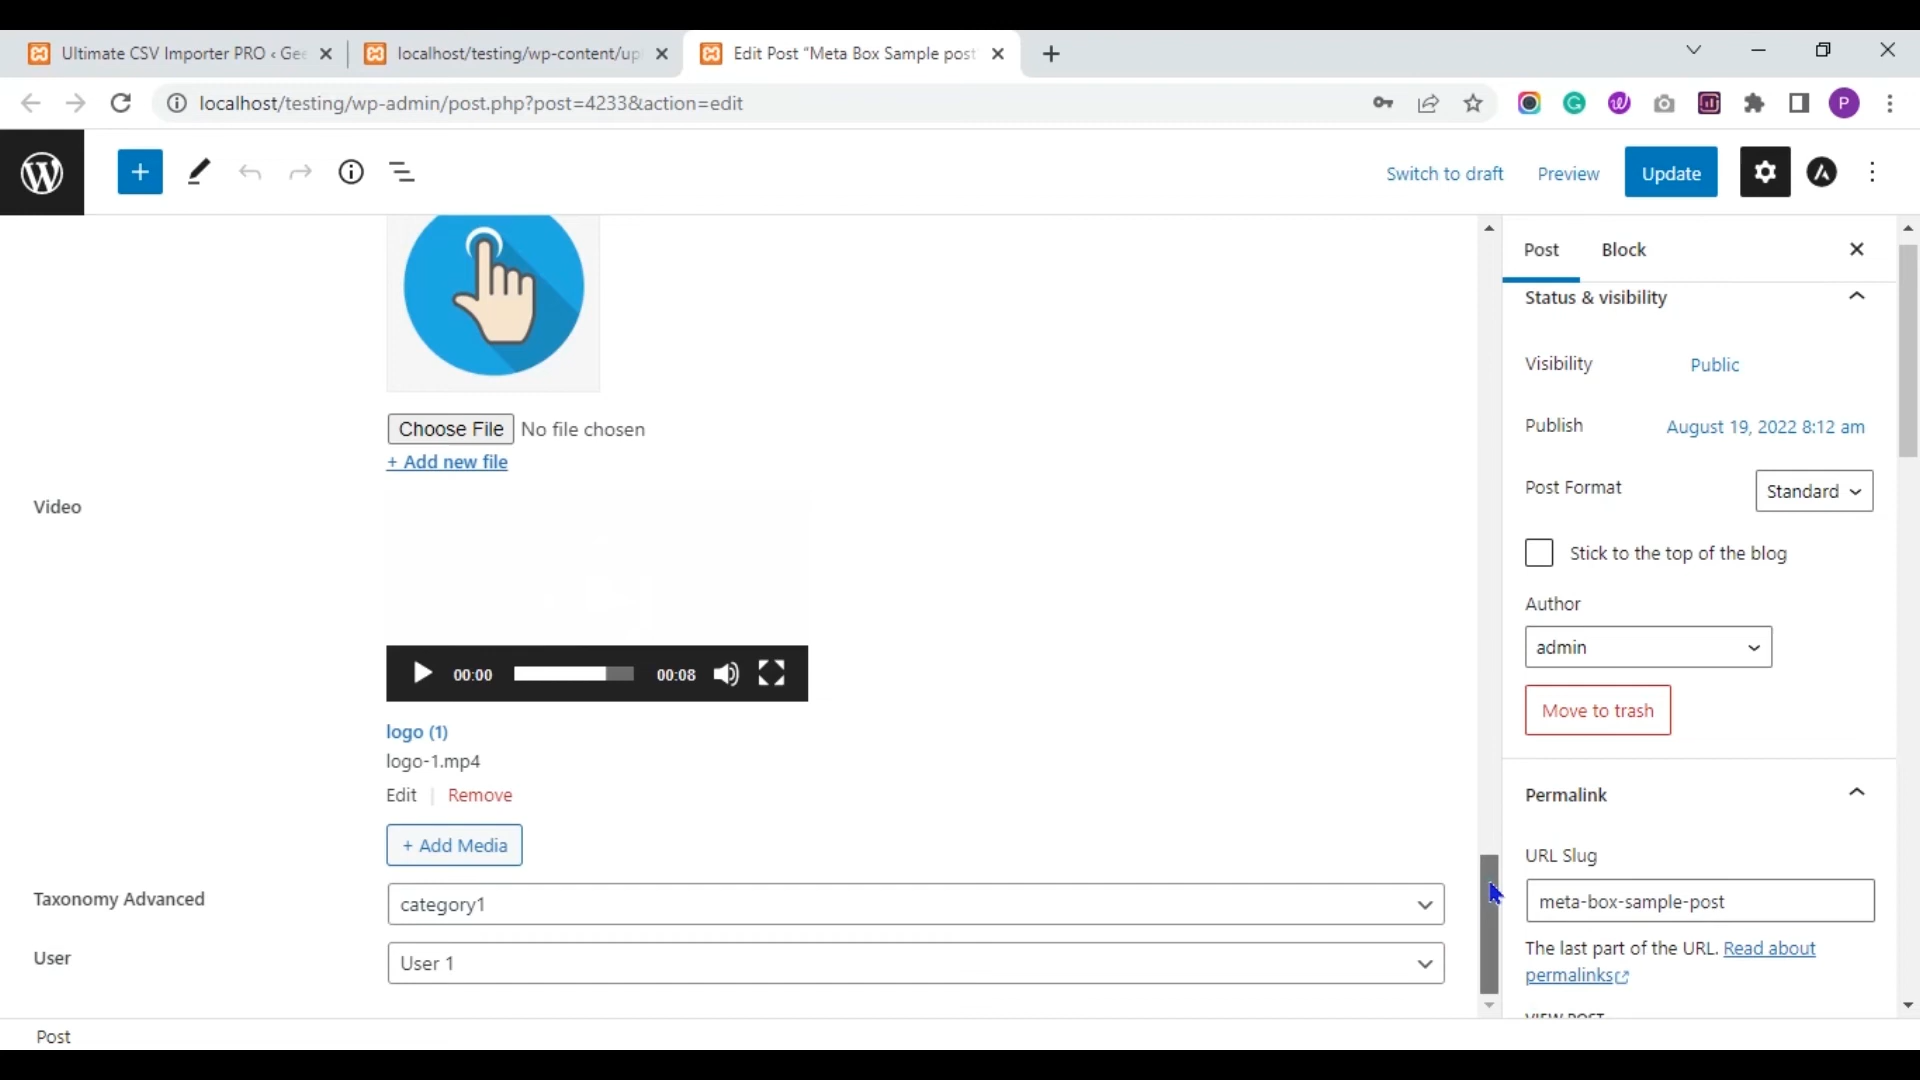 Ultimate CSV Importer PRO ‹ Gee
localhost/testing/wp-content/up
Edit Post “Meta Box Sample post
localhost/testing/wp-admin/post.php?post=4233&action=edit
P
Switch to draft
Preview
Update
Post
Block
Status & visibility
Visibility
Public
Publish
August 19, 2022 8:12 am
Post Format
Standard
Stick to the top of the blog
Author
admin
Move to trash
Permalink
URL Slug
meta-box-sample-post
The last part of the URL. Read about
permalinks
VIEW POST
Choose File No file chosen
+ Add new file
Video
00:00
00:08
logo (1)
logo-1.mp4
Edit | Remove
+ Add Media
Taxonomy Advanced
category1
User
User 1
Post